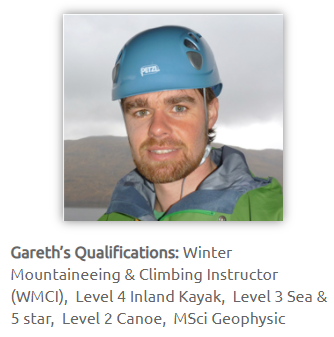 PETZL
Gareth's Qualifications: Winter
Mountaineeing & Climbing Instructor
(WMCI), Level 4 Inland Kayak, Level 3 Sea &
5 star, Level 2 Canoe, MSci Geophysic